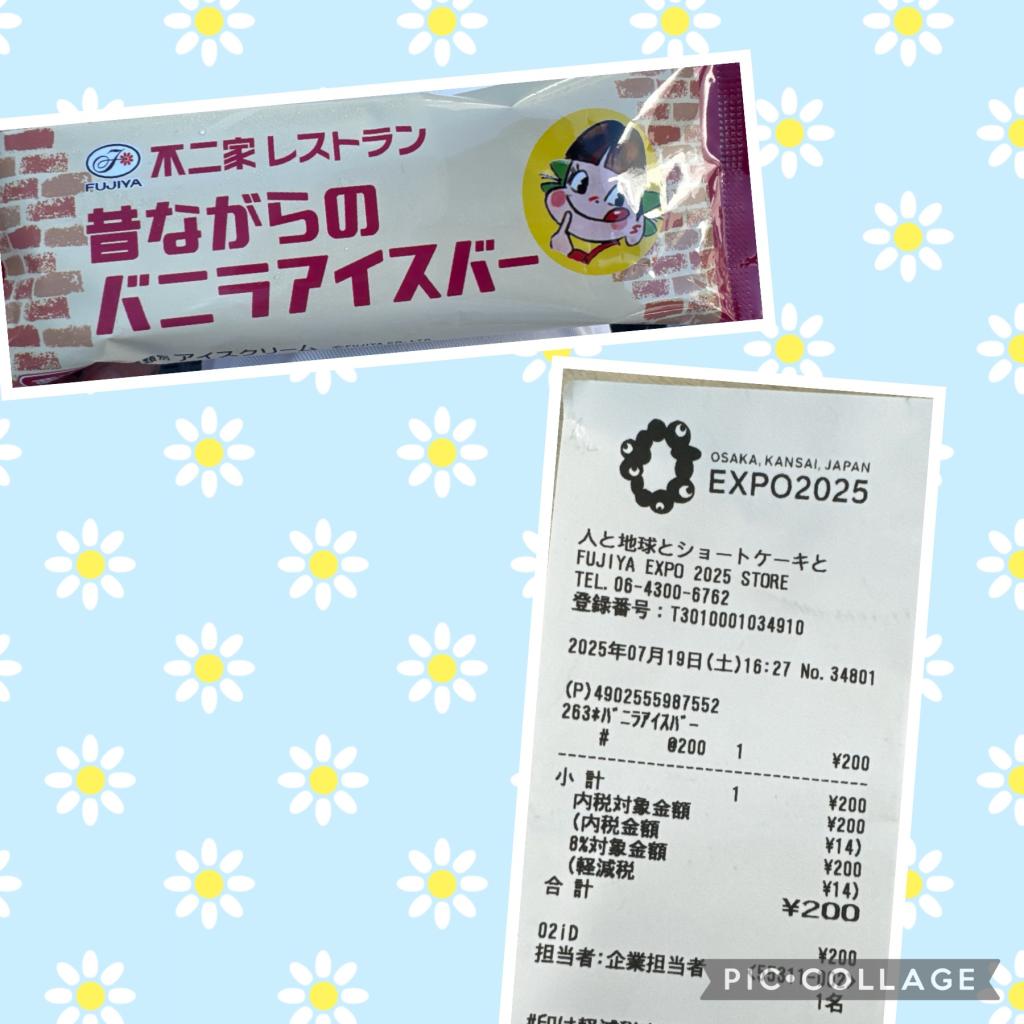 不二家 レストラン
FUJIYA
昔ながらの
バニラアイスバー
アイスクリーム
OSAKA, KANSAI, JAPAN
EXPO2025
人と地球とショートケーキと
FUJIYA EXPO 2025 STORE
TEL. 06-4300-6762
登録番号：T3010001034910
2025年07月19日(土)16:27 No. 34801
(P)4902555987552
263*ﾊﾞﾆﾗｱｲｽﾊﾞｰ
# @200 1 ¥200
小 計 1 ¥200
内税対象金額 ¥200
(内税金額 ¥14)
8%対象金額 ¥200
(軽減税 ¥14)
合 計 ¥200
02iD ¥200
担当者:企業担当者
1名
PIC•COLLAGE